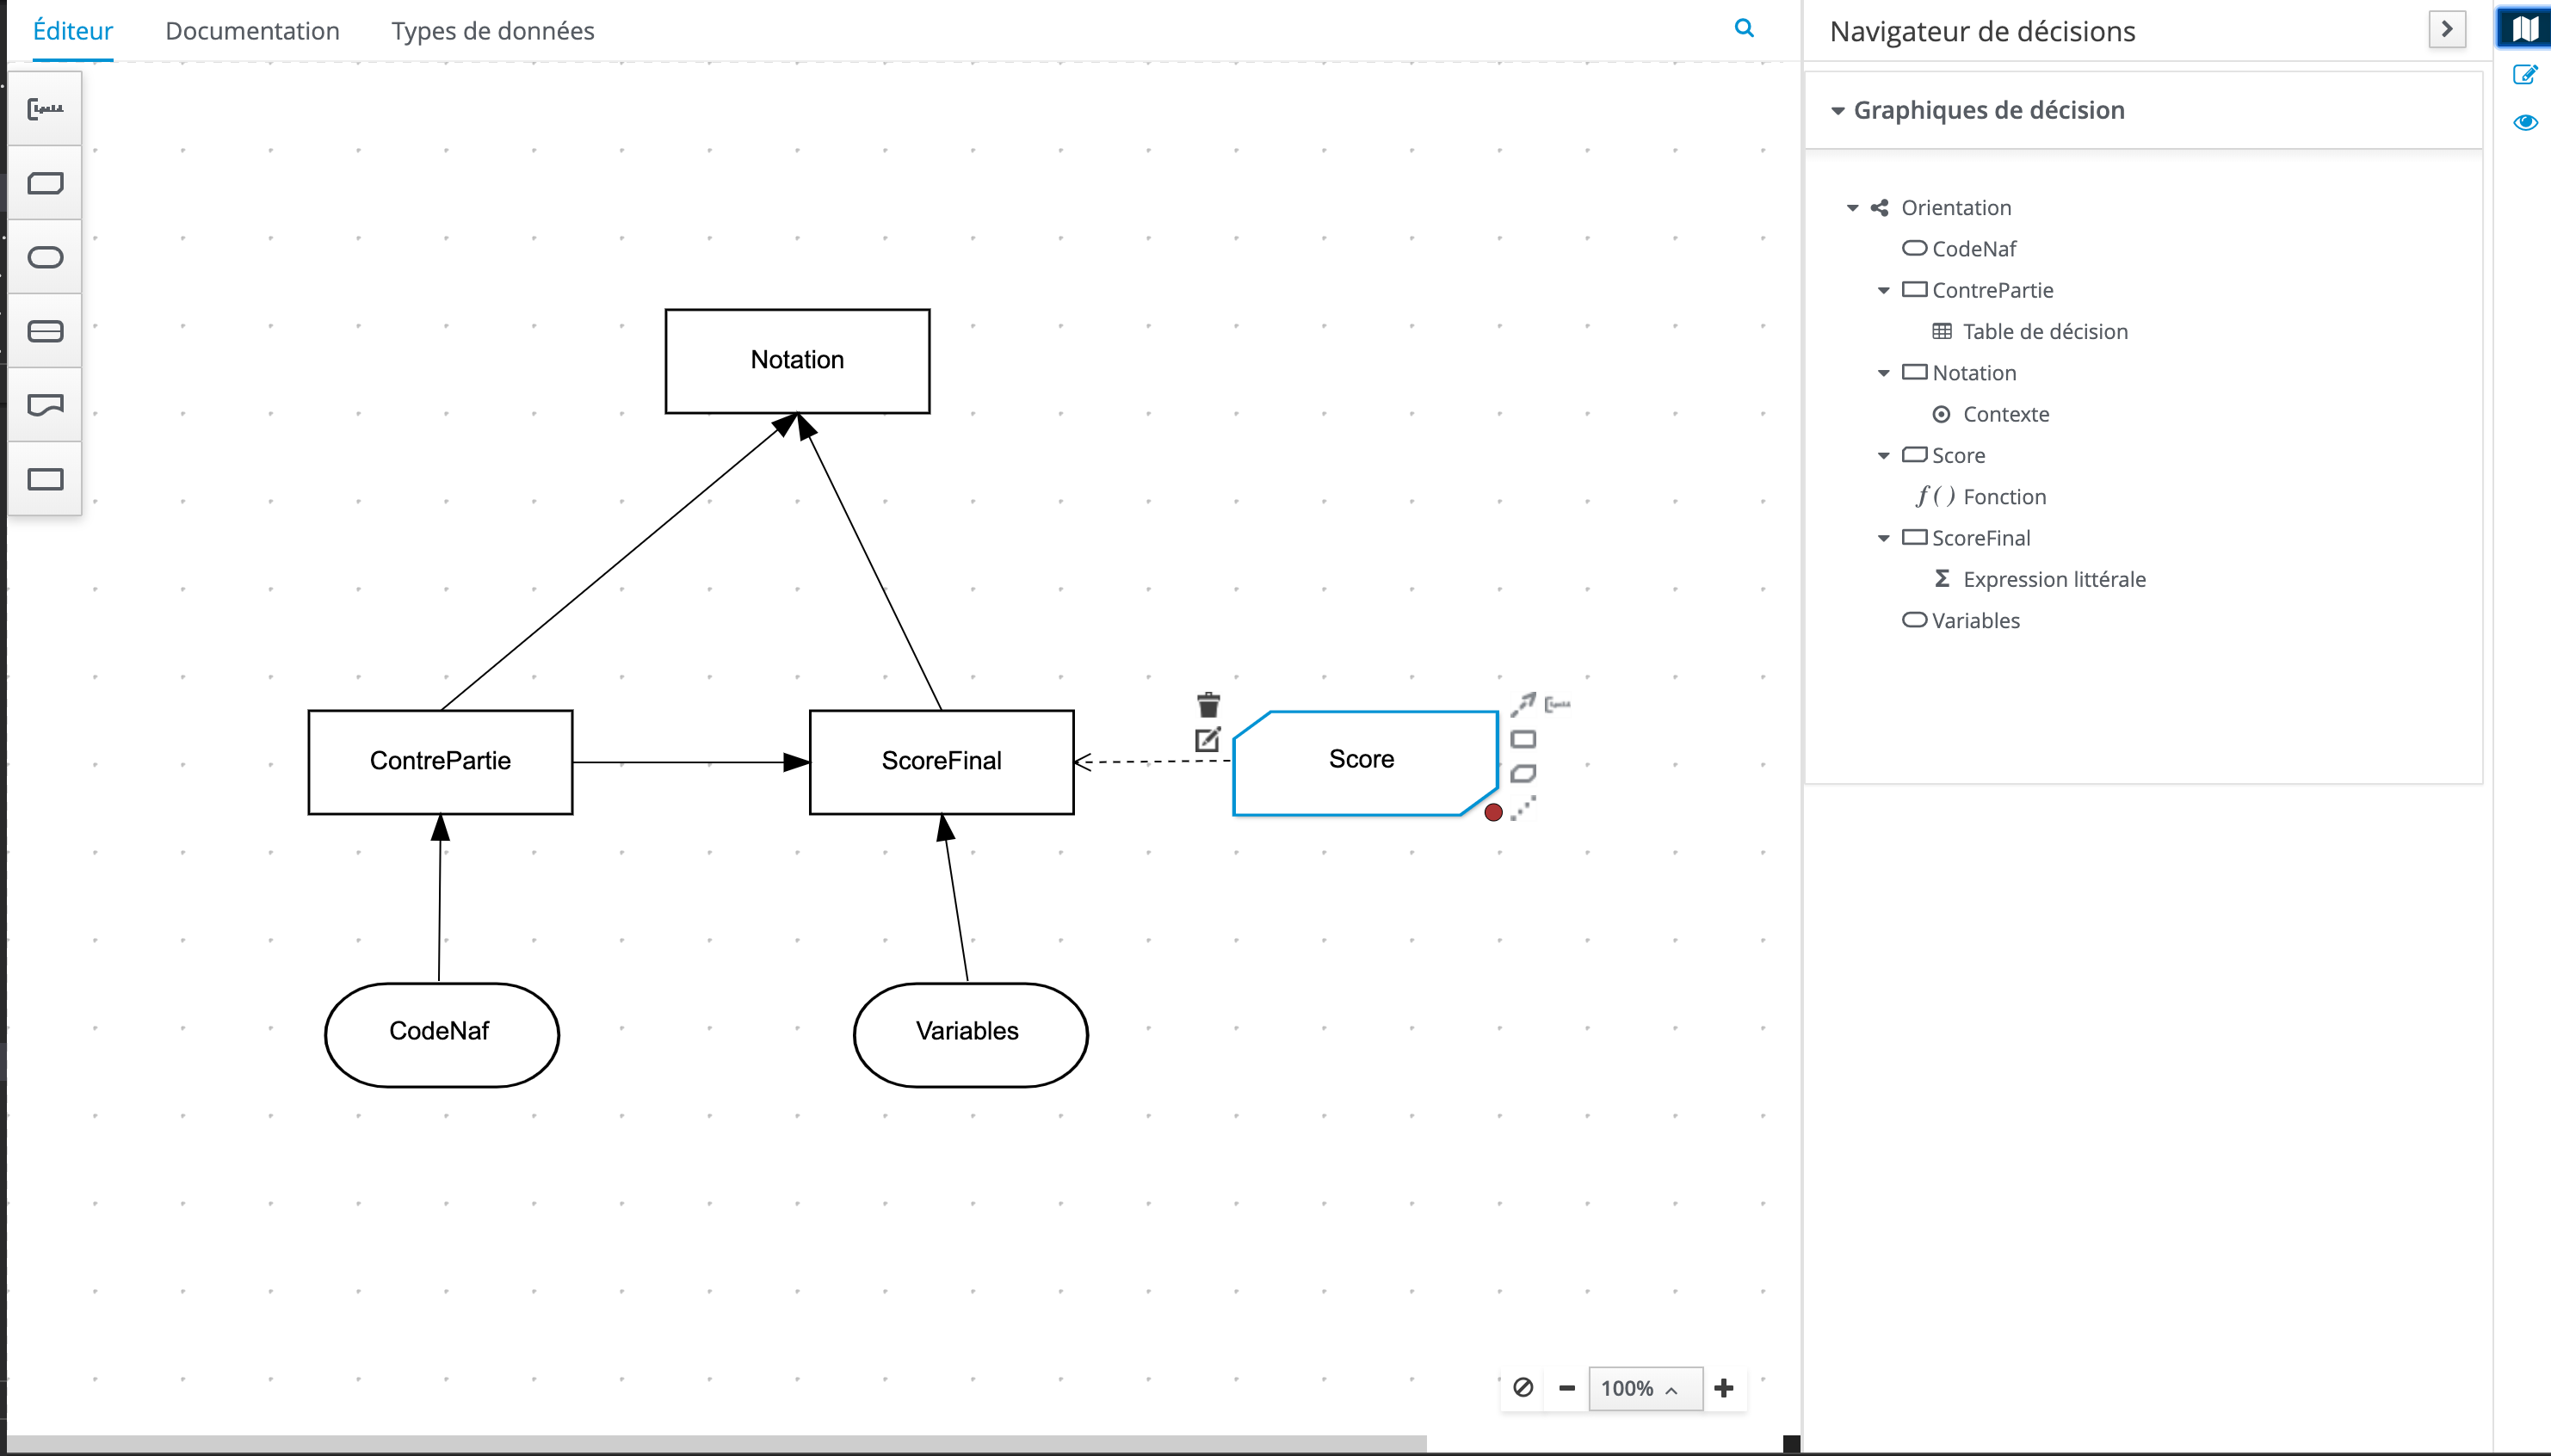 Éditeur
Documentation
Types de données
Navigateur de décisions
Graphiques de décision
Orientation
CodeNaf
ContrePartie
Table de décision
Notation
Contexte
Score
f ( ) Fonction
ScoreFinal
Σ Expression littérale
Variables
Notation
ContrePartie
ScoreFinal
Score
CodeNaf
Variables
100%